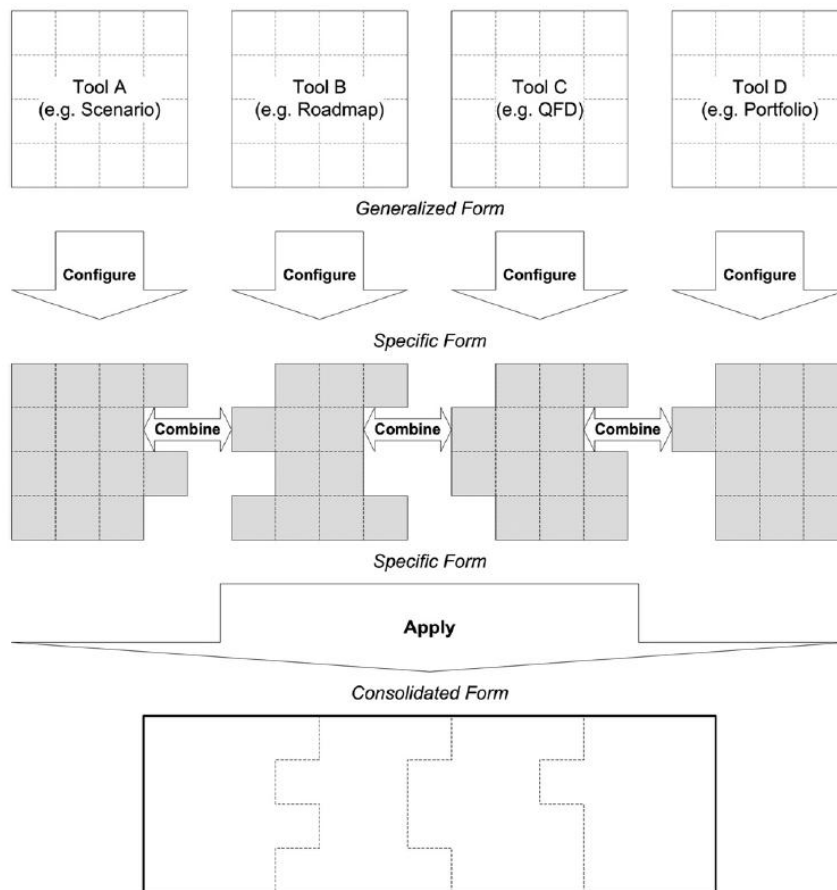 Tool A
(e.g. Scenario)
Tool B
(e.g. Roadmap)
Tool C
(e.g. QFD)
Tool D
(e.g. Portfolio)
Generalized Form
Configure
Configure
Configure
Configure
Specific Form
Combine
Combine
Combine
Specific Form
Apply
Consolidated Form